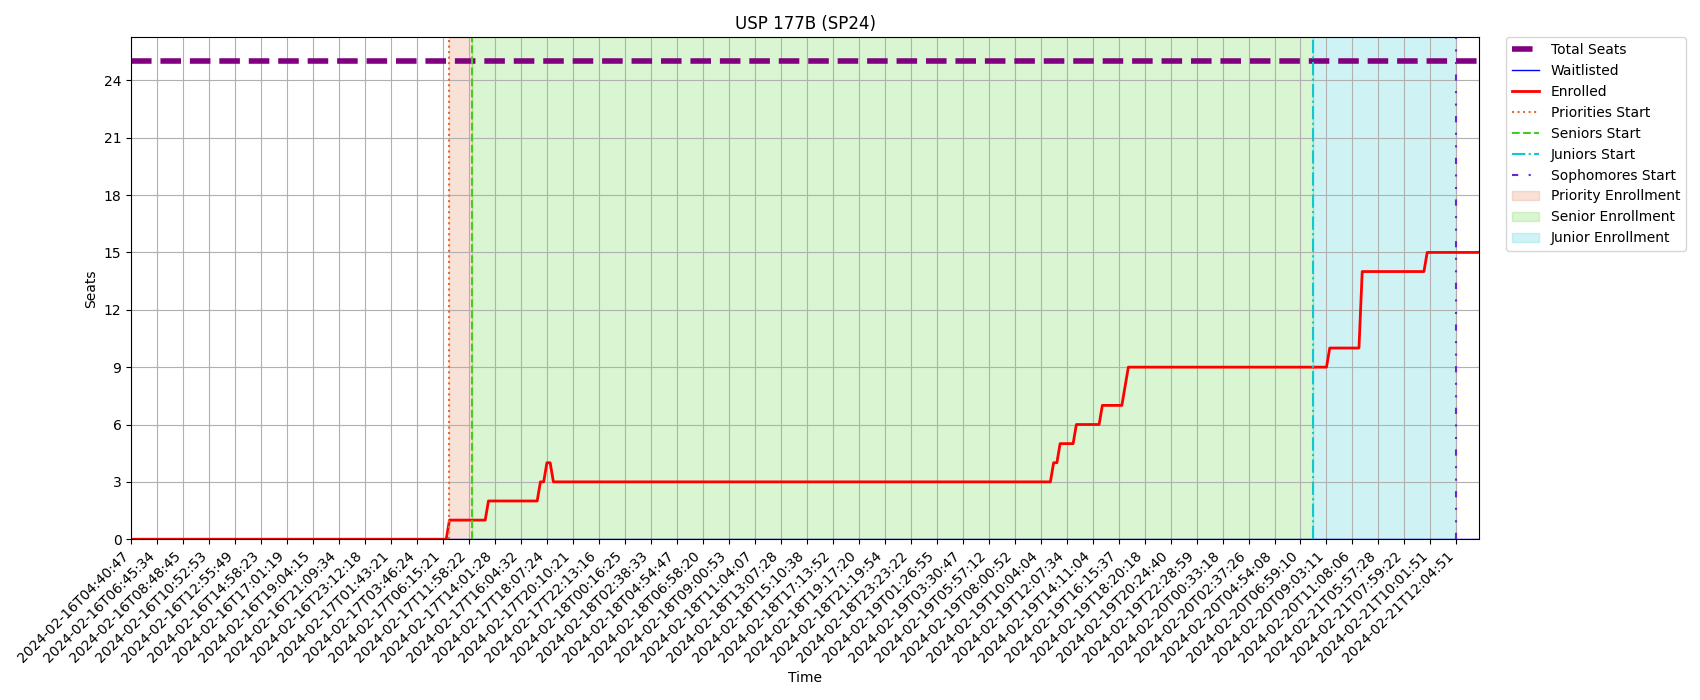 USP 177B (SP24)
Total Seats
Waitlisted
Enrolled
Priorities Start
Seniors Start
Juniors Start
Sophomores Start
Priority Enrollment
Senior Enrollment
Junior Enrollment
Seats
24
21
18
15
12
9
6
3
0
2024-02-16T04:40:47
2024-02-16T06:45:34
2024-02-16T08:48:45
2024-02-16T10:52:53
2024-02-16T12:55:49
2024-02-16T14:58:23
2024-02-16T17:01:19
2024-02-16T19:04:15
2024-02-16T21:09:34
2024-02-16T23:12:18
2024-02-17T01:43:21
2024-02-17T03:46:24
2024-02-17T06:15:21
2024-02-17T11:58:22
2024-02-17T14:01:28
2024-02-17T16:04:32
2024-02-17T18:07:24
2024-02-17T20:10:21
2024-02-17T22:13:16
2024-02-18T00:16:25
2024-02-18T02:38:33
2024-02-18T04:54:47
2024-02-18T06:58:20
2024-02-18T09:00:53
2024-02-18T11:04:07
2024-02-18T13:07:28
2024-02-18T15:10:38
2024-02-18T17:13:52
2024-02-18T19:17:20
2024-02-18T21:19:54
2024-02-18T23:23:22
2024-02-19T01:26:55
2024-02-19T03:30:47
2024-02-19T05:57:12
2024-02-19T08:00:52
2024-02-19T10:04:04
2024-02-19T12:07:34
2024-02-19T14:11:04
2024-02-19T16:15:37
2024-02-19T18:20:18
2024-02-19T20:24:40
2024-02-19T22:28:59
2024-02-20T00:33:18
2024-02-20T02:37:26
2024-02-20T04:54:08
2024-02-20T06:59:10
2024-02-20T09:03:11
2024-02-20T11:08:06
2024-02-21T05:57:28
2024-02-21T07:59:22
2024-02-21T10:01:51
2024-02-21T12:04:51
Time